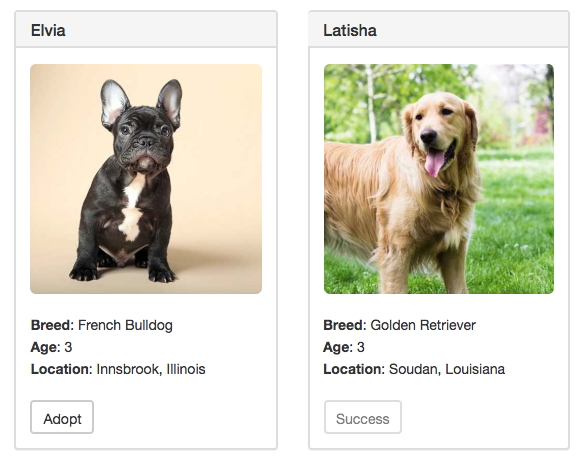 Elvia
Breed: French Bulldog
Age: 3
Location: Innsbrook, Illinois
Adopt
Latisha
Breed: Golden Retriever
Age: 3
Location: Soudan, Louisiana
Success